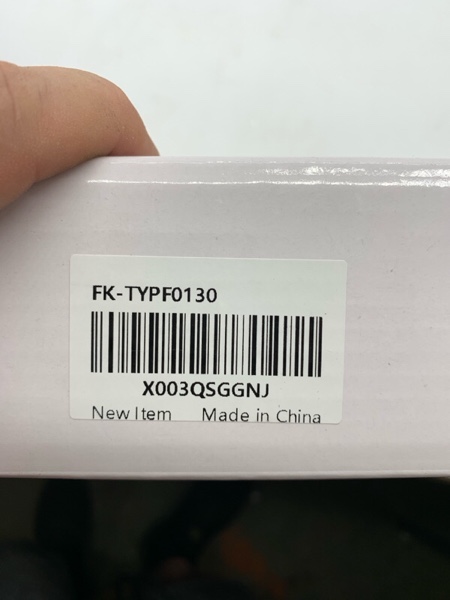 FK-TYPF0130
X003QSGGNJ
New Item Made in China